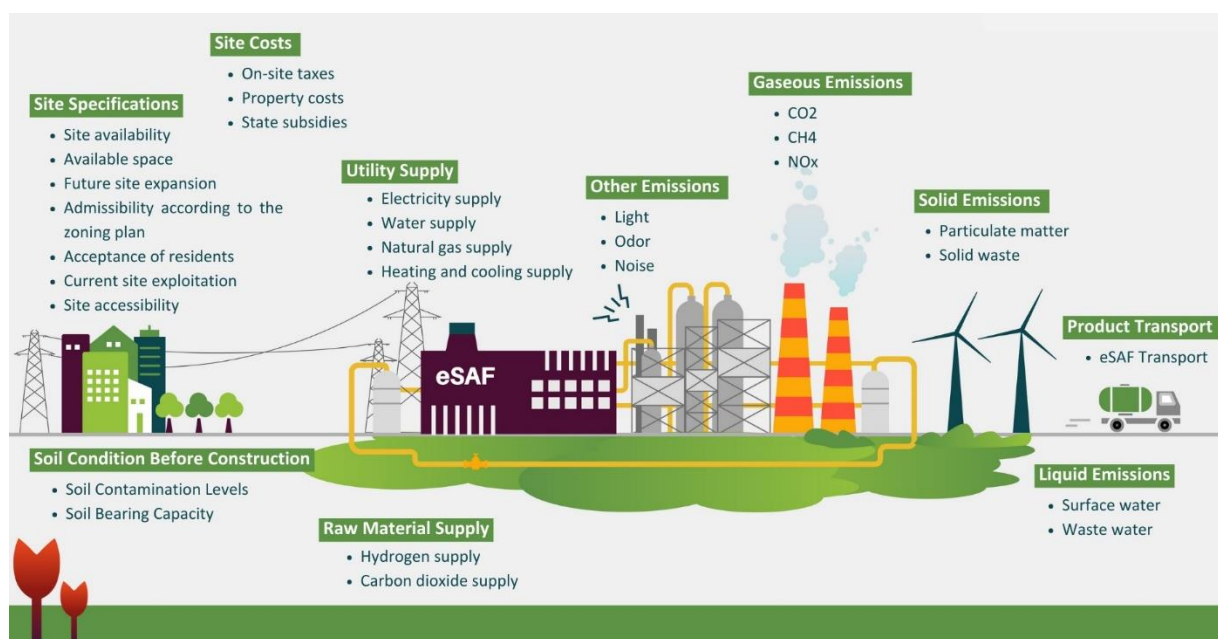 Site Costs
• On-site taxes
• Property costs
• State subsidies
Site Specifications
• Site availability
• Available space
• Future site expansion
• Admissibility according to the
zoning plan
• Acceptance of residents
• Current site exploitation
• Site accessibility
Utility Supply
• Electricity supply
• Water supply
• Natural gas supply
• Heating and cooling supply
Other Emissions
• Light
• Odor
• Noise
Gaseous Emissions
• CO2
• CH4
• NOx
Solid Emissions
• Particulate matter
• Solid waste
Product Transport
• eSAF Transport
eSAF
Soil Condition Before Construction
• Soil Contamination Levels
• Soil Bearing Capacity
Raw Material Supply
• Hydrogen supply
• Carbon dioxide supply
Liquid Emissions
• Surface water
• Waste water